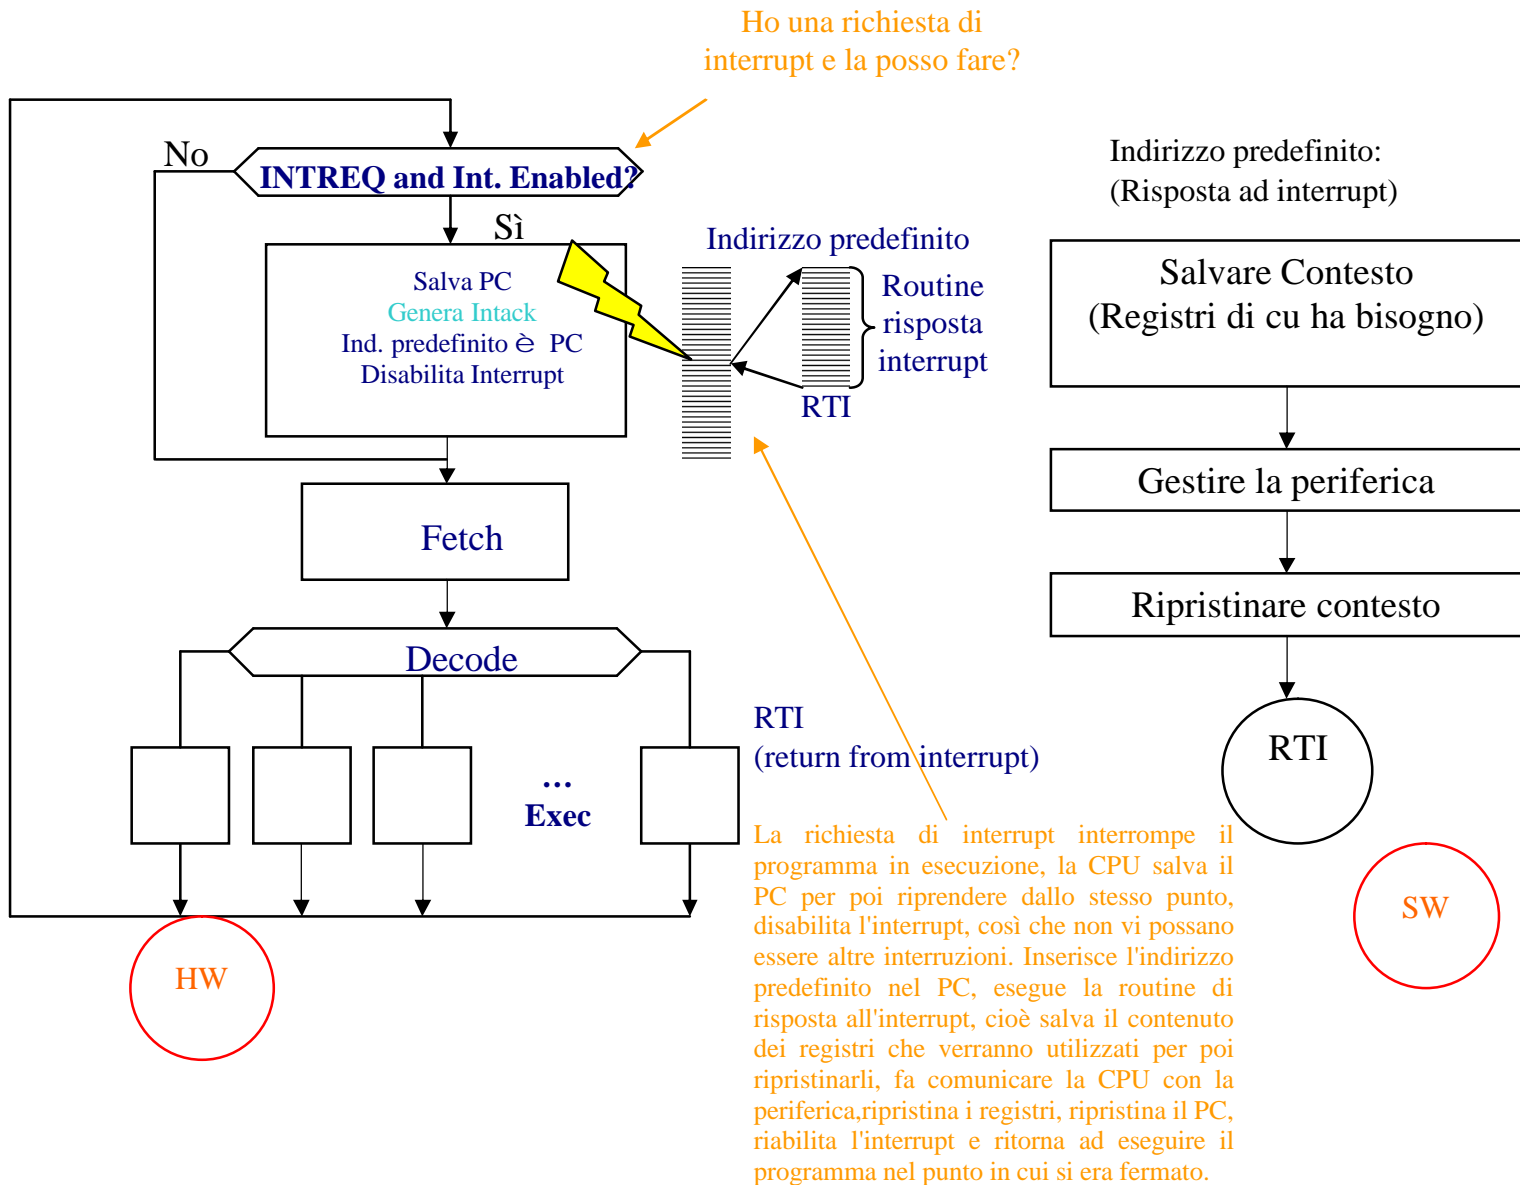 Ho una richiesta di
interrupt e la posso fare?
No
INTREQ and Int. Enabled?
Sì
Salva PC
Genera Intack
Ind. predefinito è PC
Disabilita Interrupt
Indirizzo predefinito
Routine
risposta
interrupt
RTI
Fetch
Decode
...
Exec
RTI
(return from interrupt)
HW
La richiesta di interrupt interrompe il
programma in esecuzione, la CPU salva il
PC per poi riprendere dallo stesso punto,
disabilita l'interrupt, così che non vi possano
essere altre interruzioni. Inserisce l'indirizzo
predefinito nel PC, esegue la routine di
risposta all'interrupt, cioè salva il contenuto
dei registri che verranno utilizzati per poi
ripristinarli, fa comunicare la CPU con la
periferica,ripristina i registri, ripristina il PC,
riabilita l'interrupt e ritorna ad eseguire il
programma nel punto in cui si era fermato.
Indirizzo predefinito:
(Risposta ad interrupt)
Salvare Contesto
(Registri di cu ha bisogno)
Gestire la periferica
Ripristinare contesto
RTI
SW